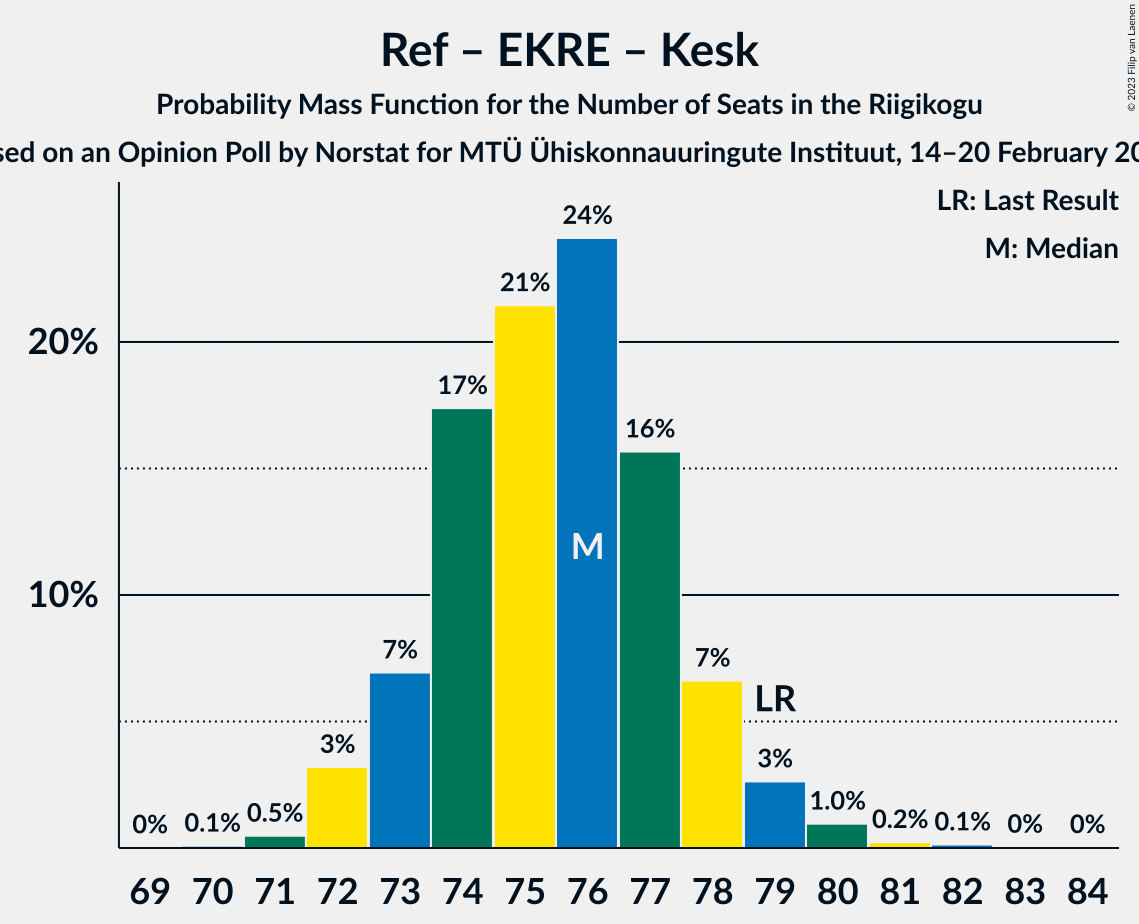 Ref – EKRE – Kesk
Probability Mass Function for the Number of Seats in the Riigikogu
on an Opinion Poll by Norstat for MTÜ Ühiskonnauuringute Instituut, 14–20 February
© 2023 Filip van Laenen
LR: Last Result
M: Median
20%
10%
0%
0.1%
0.5%
3%
7%
17%
21%
24%
16%
7%
3%
1.0%
0.2%
0.1%
0%
0%
M
LR
69 70 71 72 73 74 75 76 77 78 79 80 81 82 83 84